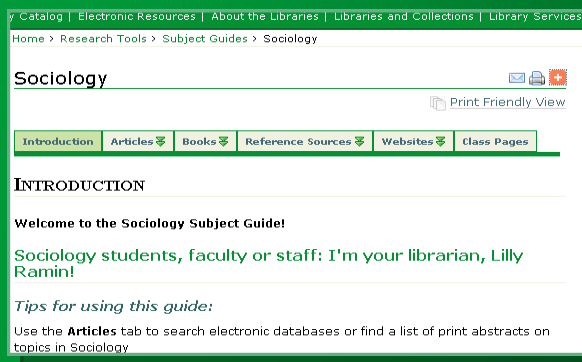 y Catalog | Electronic Resources | About the Libraries | Libraries and Collections | Library Services
Home > Research Tools > Subject Guides > Sociology
Sociology
Print Friendly View
Introduction Articles Books Reference Sources Websites Class Pages
INTRODUCTION
Welcome to the Sociology Subject Guide!
Sociology students, faculty or staff: I'm your librarian, Lilly
Ramin!
Tips for using this guide:
Use the Articles tab to search electronic databases or find a list of print abstracts on
topics in Sociology